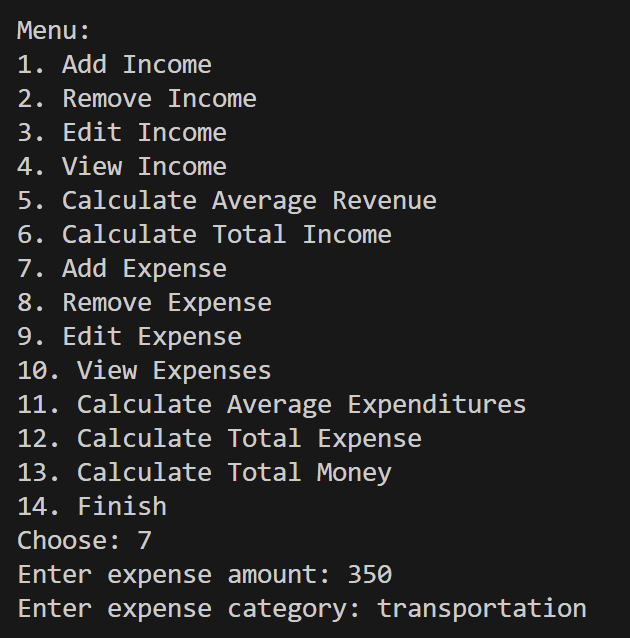 Menu:
1. Add Income
2. Remove Income
3. Edit Income
4. View Income
5. Calculate Average Revenue
6. Calculate Total Income
7. Add Expense
8. Remove Expense
9. Edit Expense
10. View Expenses
11. Calculate Average Expenditures
12. Calculate Total Expense
13. Calculate Total Money
14. Finish
Choose: 7
Enter expense amount: 350
Enter expense category: transportation